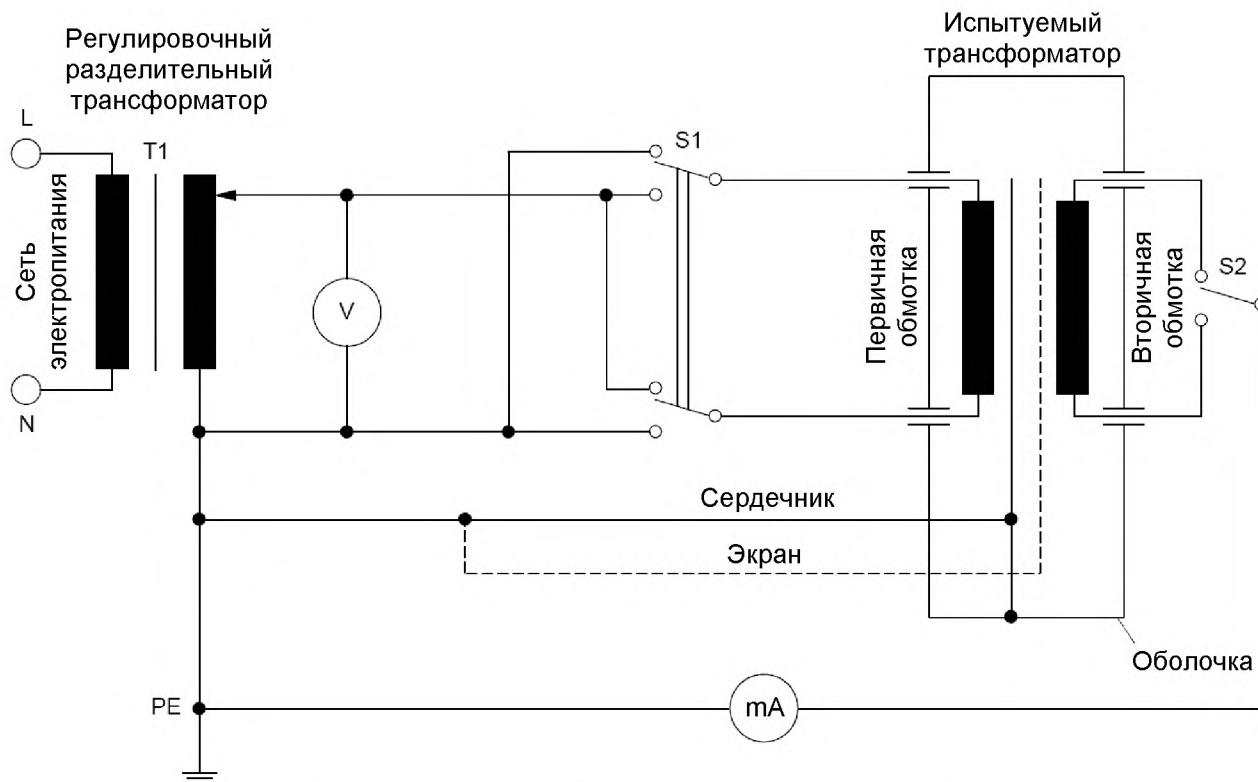 Регулировочный
разделительный
трансформатор
Испытуемый
трансформатор
L
T1
S1
Сеть
электропитания
V
Первичная
обмотка
Вторичная
обмотка
S2
N
Сердечник
Экран
Оболочка
PE
mA